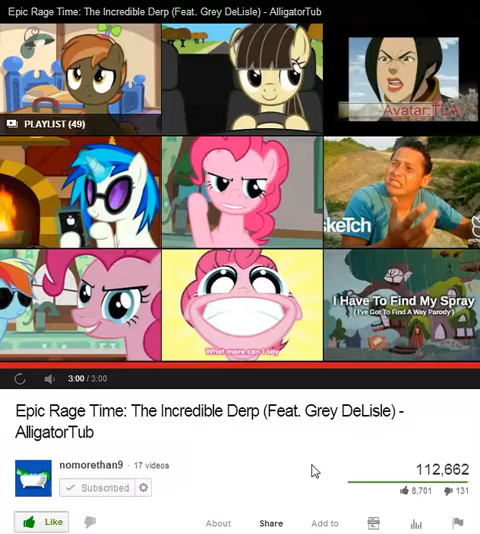 Epic Rage Time: The Incredible Derp (Feat. Grey DeLisle) - AlligatorTub
PLAYLIST (49)
Avatar:TLA
skeTch
I Have To Find My Spray
(I've Got To Find A Way Parody)
What more can I say
3:00 / 3:00
Epic Rage Time: The Incredible Derp (Feat. Grey DeLisle) -
AlligatorTub
nomorethan9 · 17 videos
Subscribed
112,662
8,701 131
Like About Share Add to